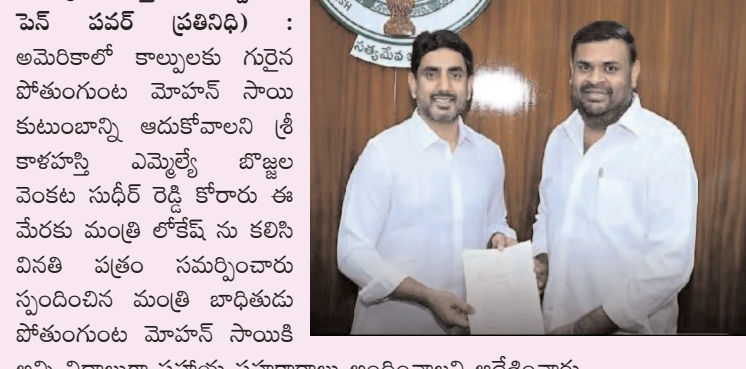 పెన్ పవర్ (ప్రతినిధి) :
అమెరికాలో కాల్పులకు గురైన
పోతుంగుంట మోహన్ సాయి
కుటుంబాన్ని ఆదుకోవాలని శ్రీ
కాళహస్తి ఎమ్మెల్యే బొజ్జల
వెంకట సుధీర్ రెడ్డి కోరారు ఈ
మేరకు మంత్రి లోకేష్ ను కలిసి
వినతి పత్రం సమర్పించారు
స్పందించిన మంత్రి బాధితుడు
పోతుంగుంట మోహన్ సాయికి
సత్యమేవ